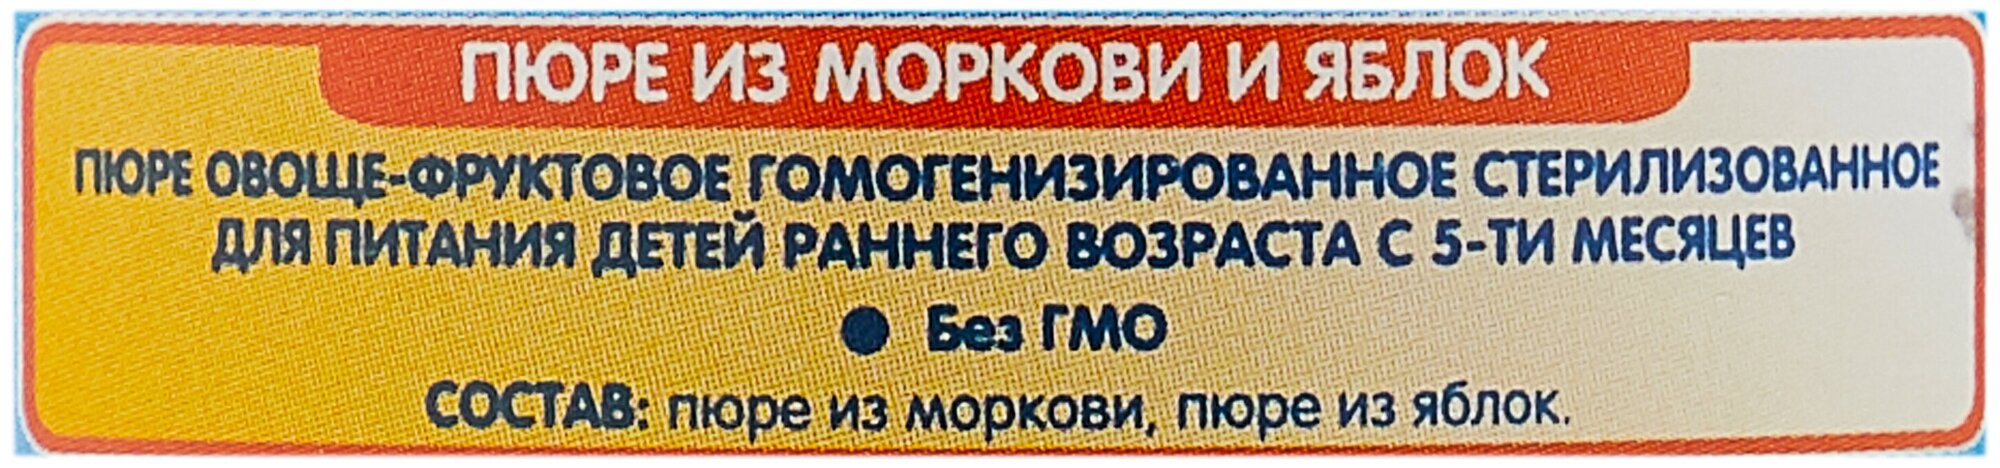 ПЮРЕ ИЗ МОРКОВИ И ЯБЛОК
ПЮРЕ ОВОЩЕ-ФРУКТОВОЕ ГОМОГЕНИЗИРОВАННОЕ СТЕРИЛИЗОВАННОЕ
ДЛЯ ПИТАНИЯ ДЕТЕЙ РАННЕГО ВОЗРАСТА С 5-ТИ МЕСЯЦЕВ
● Без ГМО
СОСТАВ: пюре из моркови, пюре из яблок.